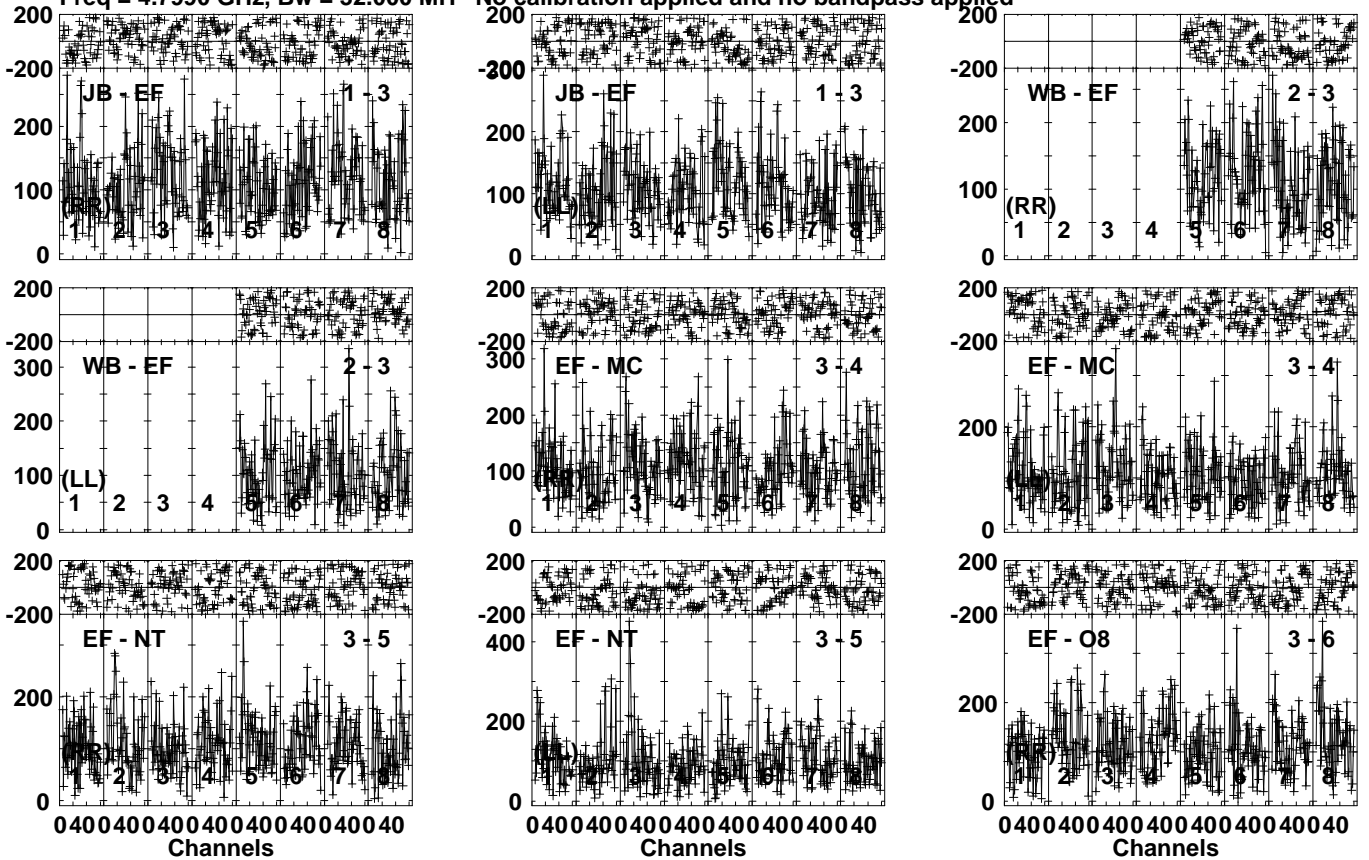 Freq = 4.7990 GHz, Bw = 32.000 MH No calibration applied and no bandpass applied
200 200 200
-200 -200 -200
JB - EF 1 - 3 JB - EF 1 - 3 WB - EF 2 - 3
300
200 200 200
100 100 100
(RR) (LL) (RR)
1 2 3 4 5 6 7 8 1 2 3 4 5 6 7 8 1 2 3 4 5 6 7 8
0 0 0
200 200 200
-200 -200 -200
WB - EF 2 - 3 EF - MC 3 - 4 EF - MC 3 - 4
300 300
200 200 200
100 100
(LL) (RR) (LL)
1 2 3 4 5 6 7 8 1 2 3 4 5 6 7 8 1 2 3 4 5 6 7 8
0 0 0
200 200 200
-200 -200 -200
EF - NT 3 - 5 EF - NT 3 - 5 EF - O8 3 - 6
400
200 200 200
(RR) (LL) (RR)
1 2 3 4 5 6 7 8 1 2 3 4 5 6 7 8 1 2 3 4 5 6 7 8
0 0 0
0 40 0 40 0 40 0 40 0 40 0 40 0 40 0 40 0 40 0 40 0 40 0 40 0 40 0 40 0 40 0 40 0 40 0 40 0 40 0 40 0 40 0 40 0 40 0 40
Channels Channels Channels